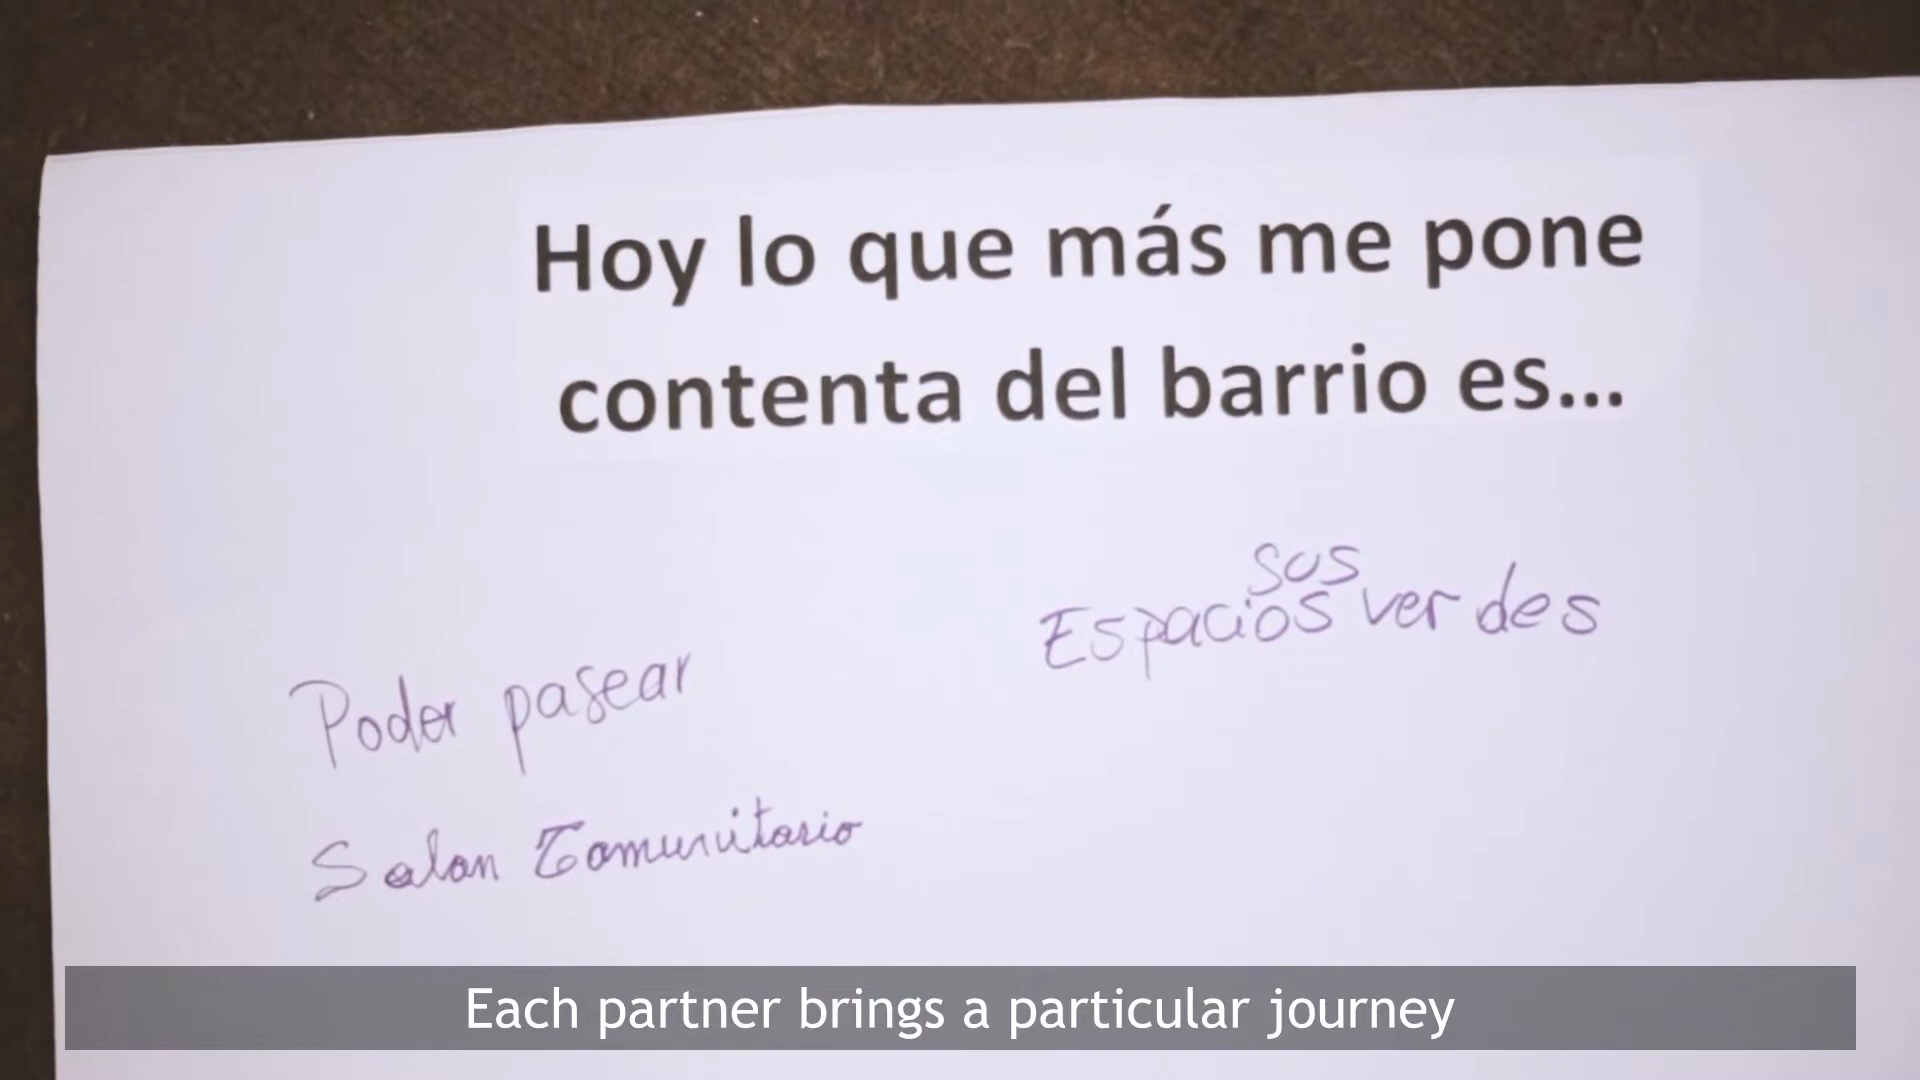 Hoy lo que más me pone
contenta del barrio es...
sus
Espacios verdes
Poder pasear
Salon Comunitario
Each partner brings a particular journey